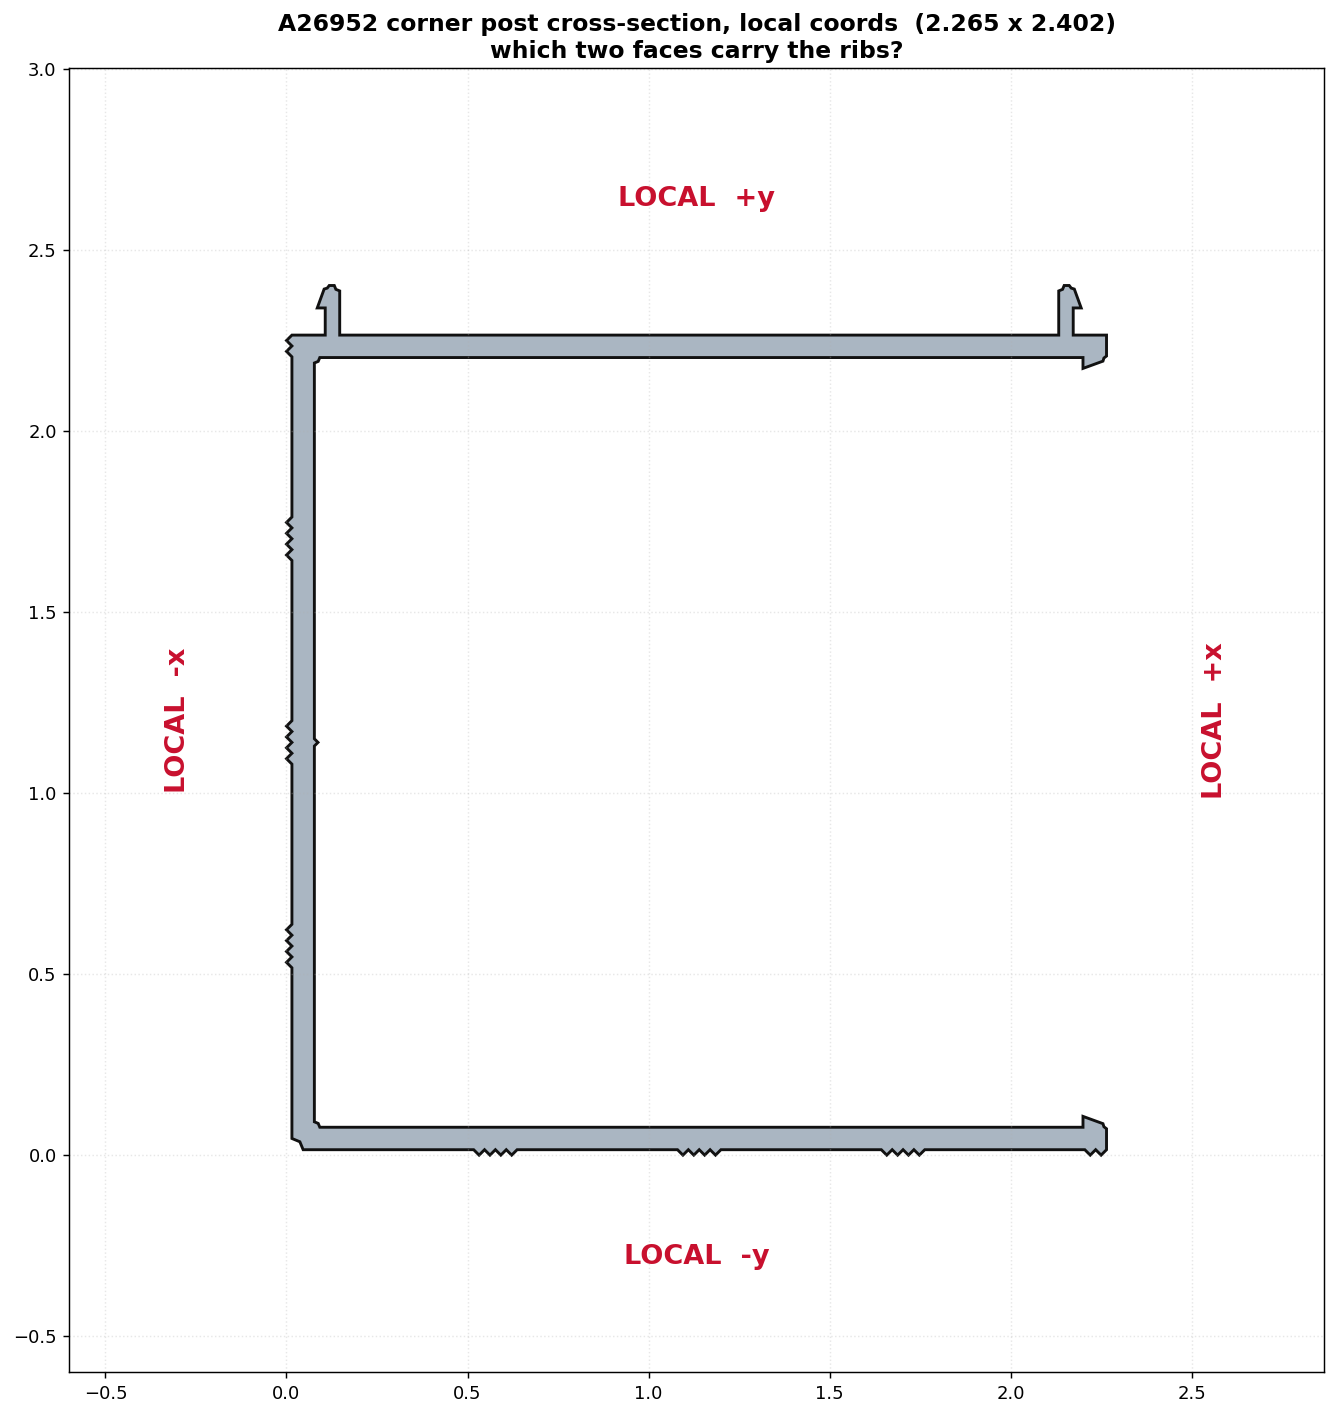 A26952 corner post cross-section, local coords (2.265 x 2.402)
which two faces carry the ribs?
3.0
2.5
2.0
1.5
1.0
0.5
0.0
−0.5
LOCAL +y
LOCAL -x
LOCAL +x
LOCAL -y
−0.5 0.0 0.5 1.0 1.5 2.0 2.5